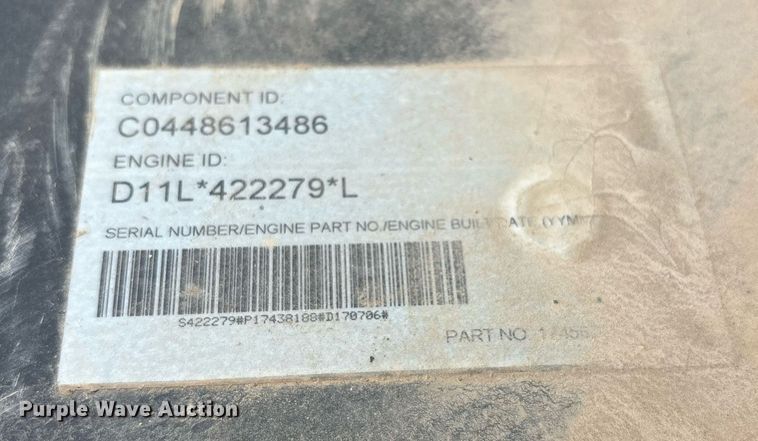 COMPONENT ID:
C0448613486
ENGINE ID:
D11L*422279*L
SERIAL NUMBER/ENGINE PART NO./ENGINE BUILT DATE
S422279#P17438188#D170706#
PART NO.
Purple Wave Auction